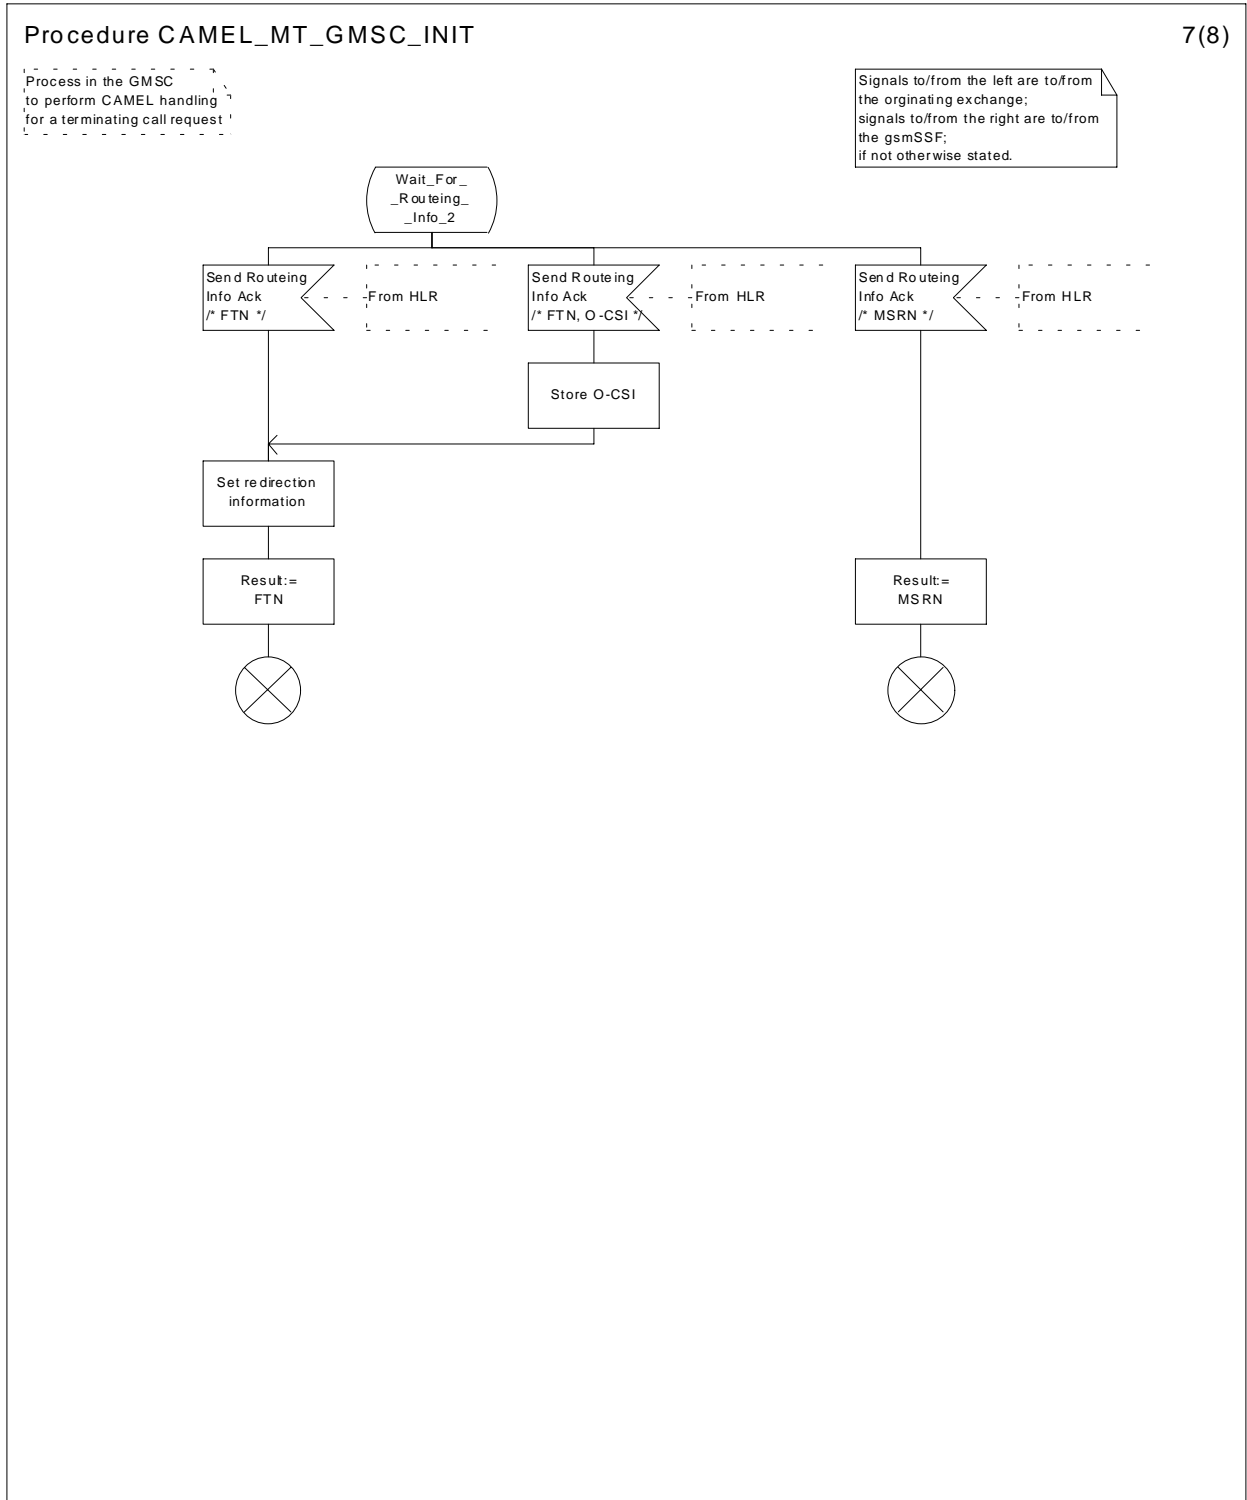 Procedure CAMEL_MT_GMSC_INIT
7(8)
Process in the GMSC
to perform CAMEL handling
for a terminating call request
Signals to/from the left are to/from
the orginating exchange;
signals to/from the right are to/from
the gsmSSF;
if not otherwise stated.
Wait_For_
_Routeing_
_Info_2
Send Routeing
Info Ack
/* FTN */
From HLR
Send Routeing
Info Ack
/* FTN, O-CSI */
From HLR
Send Routeing
Info Ack
/* MSRN */
From HLR
Store O-CSI
Set redirection
information
Result:=
FTN
Result:=
MSRN